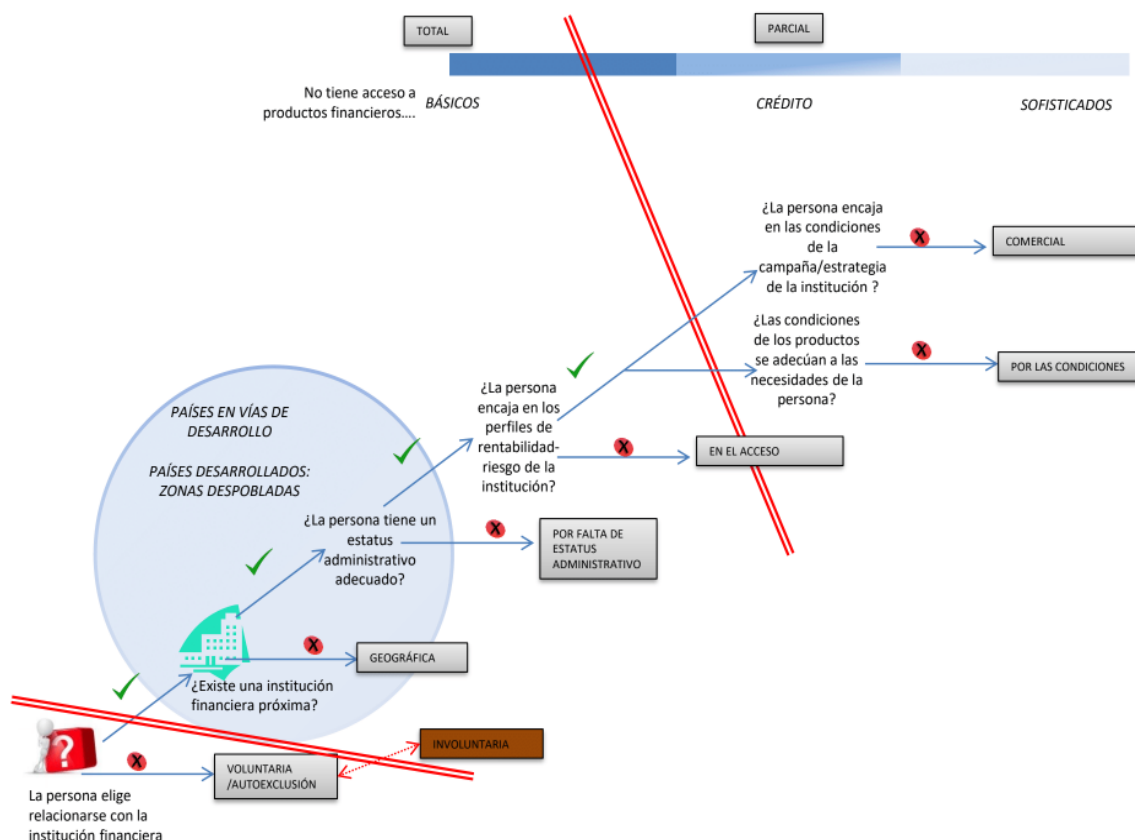 TOTAL
PARCIAL
No tiene acceso a
productos financieros....
BÁSICOS
CRÉDITO
SOFISTICADOS
¿La persona encaja
en las condiciones
de la
campaña/estrategia
de la institución ?
X
COMERCIAL
¿Las condiciones
de los productos
se adecúan a las
necesidades de la
persona?
X
POR LAS CONDICIONES
¿La persona
encaja en los
perfiles de
rentabilidad-
riesgo de la
institución?
X
EN EL ACCESO
PAÍSES EN VÍAS DE
DESARROLLO
PAÍSES DESARROLLADOS:
ZONAS DESPOBLADAS
¿La persona tiene un
estatus
administrativo
adecuado?
X
POR FALTA DE
ESTATUS
ADMINISTRATIVO
¿Existe una institución
financiera próxima?
X
GEOGRÁFICA
?
X
VOLUNTARIA
/AUTOEXCLUSIÓN
INVOLUNTARIA
La persona elige
relacionarse con la
institución financiera